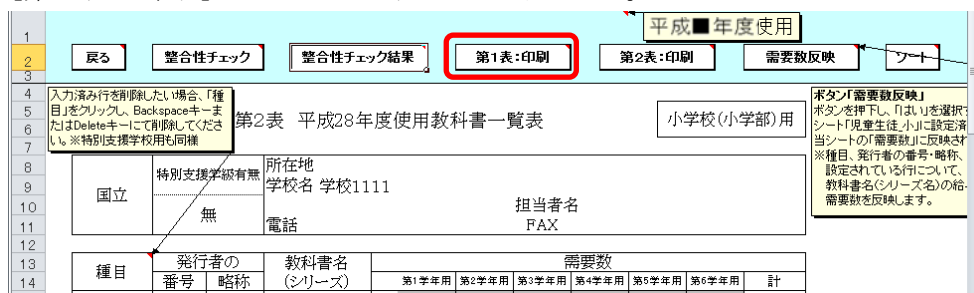 平成■年度使用
1
戻る 整合性チェック 整合性チェック結果 第1表:印刷 第2表:印刷 需要数反映 ソート
2
3
4
入力済み行を削除したい場合、「種
目」をクリックし、Backspaceキーま
たはDeleteキーにて削除してくださ
い。※特別支援学校用も同様
5
第2表 平成28年度使用教科書一覧表 小学校(小学部)用
6
7
ボタン「需要数反映」
ボタンを押下し、「はい」を選択
シート「児童生徒_小」に設定済
当シートの「需要数」に反映され
※種目、発行者の番号・略称、
設定されている行について、
教科書名(シリーズ名)の給
需要数を反映します。
8
特別支援学級有無 所在地
9
国立 学校名 学校1111
10
無 担当者名
11
電話 FAX
12
13
種目 発行者の 教科書名 需要数
14
番号 略称 (シリーズ) 第1学年用 第2学年用 第3学年用 第4学年用 第5学年用 第6学年用 計